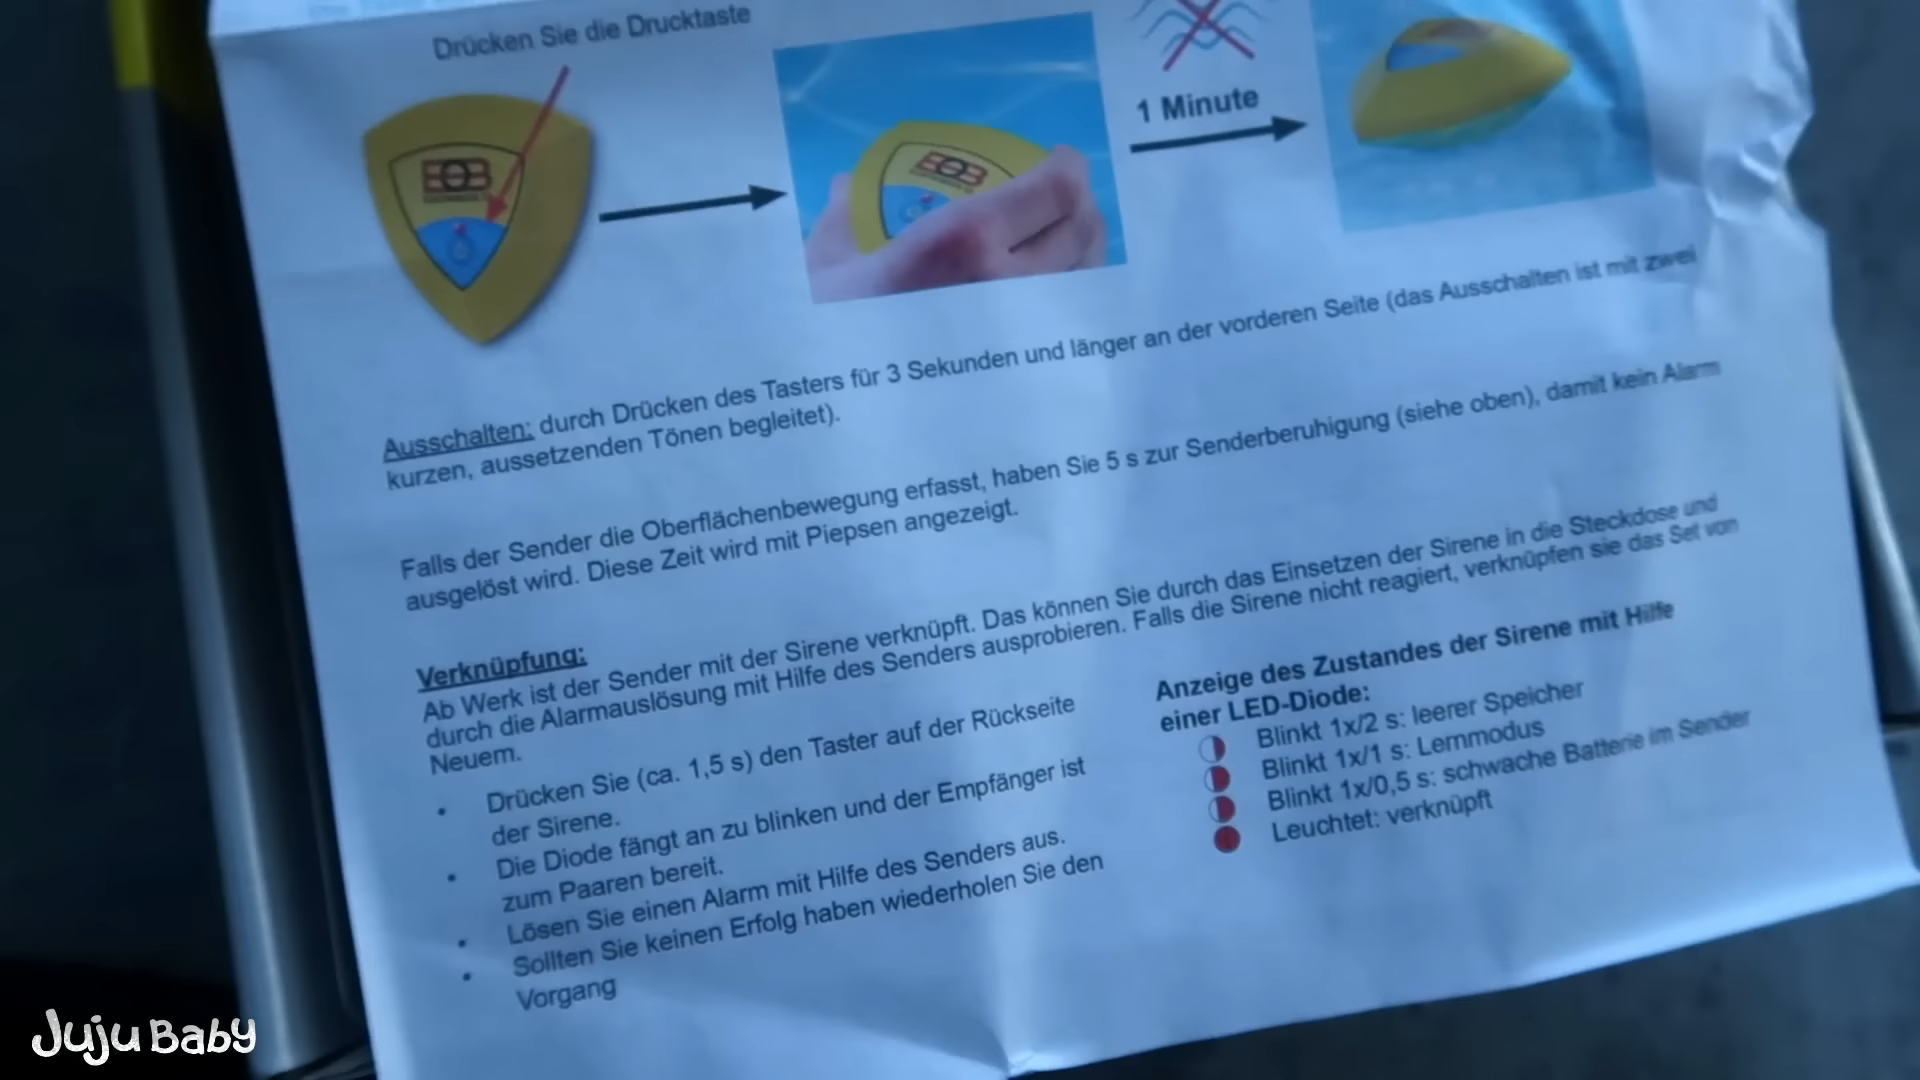 Drücken Sie die Drucktaste
EOB
EOB
1 Minute
Ausschalten: durch Drücken des Tasters für 3 Sekunden und länger an der vorderen Seite (das Ausschalten ist mit zwei
kurzen, aussetzenden Tönen begleitet).
Falls der Sender die Oberflächenbewegung erfasst, haben Sie 5 s zur Senderberuhigung (siehe oben), damit kein Alarm
ausgelöst wird. Diese Zeit wird mit Piepsen angezeigt.
Verknüpfung:
Ab Werk ist der Sender mit der Sirene verknüpft. Das können Sie durch das Einsetzen der Sirene in die Steckdose und
durch die Alarmauslösung mit Hilfe des Senders ausprobieren. Falls die Sirene nicht reagiert, verknüpfen sie das Set von
Neuem.
• Drücken Sie (ca. 1,5 s) den Taster auf der Rückseite
der Sirene.
• Die Diode fängt an zu blinken und der Empfänger ist
zum Paaren bereit.
• Lösen Sie einen Alarm mit Hilfe des Senders aus.
• Sollten Sie keinen Erfolg haben wiederholen Sie den
Vorgang
Anzeige des Zustandes der Sirene mit Hilfe
einer LED-Diode:
Blinkt 1x/2 s: leerer Speicher
Blinkt 1x/1 s: Lernmodus
Blinkt 1x/0,5 s: schwache Batterie im Sender
Leuchtet: verknüpft
Juju BaBy